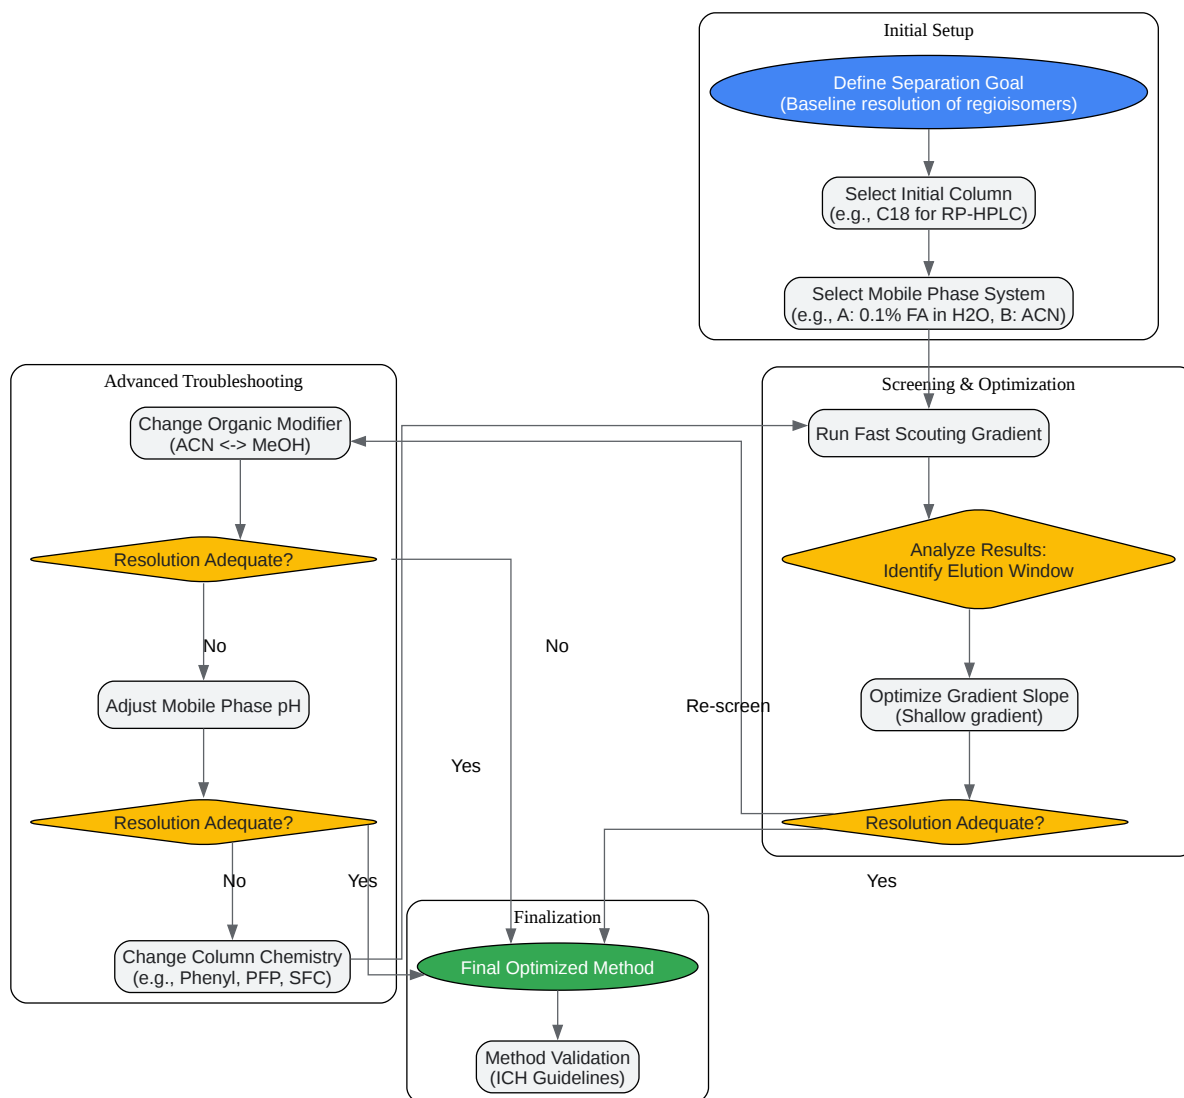 Initial Setup
Define Separation Goal
(Baseline resolution of regioisomers)
Select Initial Column
(e.g., C18 for RP-HPLC)
Select Mobile Phase System
(e.g., A: 0.1% FA in H2O, B: ACN)
Advanced Troubleshooting
Change Organic Modifier
(ACN <-> MeOH)
Resolution Adequate?
No
Adjust Mobile Phase pH
Resolution Adequate?
No
Yes
Change Column Chemistry
(e.g., Phenyl, PFP, SFC)
Screening & Optimization
Run Fast Scouting Gradient
Analyze Results:
Identify Elution Window
No
Re-screen
Optimize Gradient Slope
(Shallow gradient)
Yes
Resolution Adequate?
Yes
Finalization
Final Optimized Method
Method Validation
(ICH Guidelines)